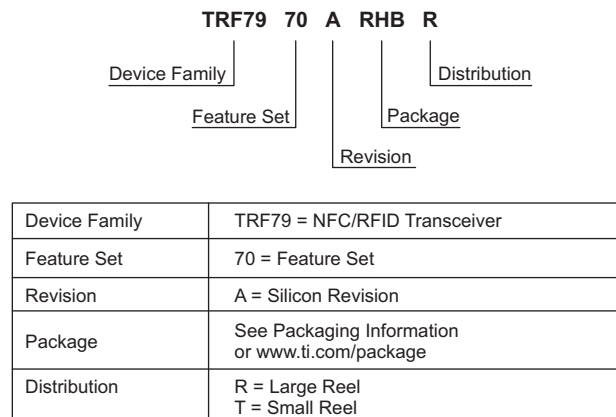 TRF79 70 A RHB R
Device Family
Distribution
Feature Set
Package
Revision
Device Family TRF79 = NFC/RFID Transceiver
Feature Set 70 = Feature Set
Revision A = Silicon Revision
Package See Packaging Information
or www.ti.com/package
Distribution R = Large Reel
T = Small Reel